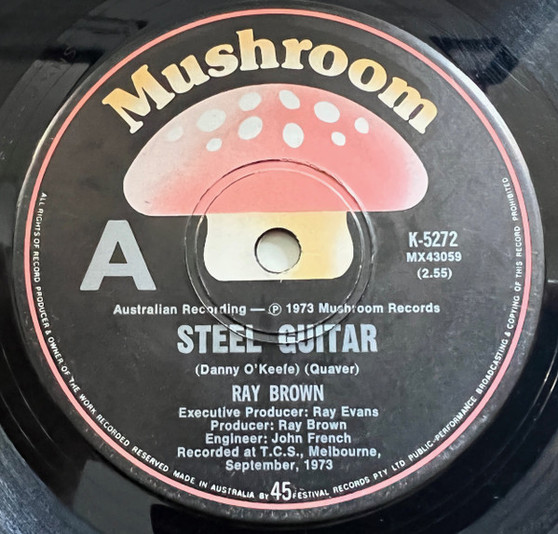 Mushroom
A
K-5272
MX43059
(2.55)
Australian Recording — Ⓟ 1973 Mushroom Records
STEEL GUITAR
(Danny O'Keefe) (Quaver)
RAY BROWN
Executive Producer: Ray Evans
Producer: Ray Brown
Engineer: John French
Recorded at T.C.S., Melbourne,
September, 1973
45
ALL RIGHTS OF RECORD PRODUCER & OWNER OF THE WORK RECORDED RESERVED MADE IN AUSTRALIA BY FESTIVAL RECORDS PTY LTD PUBLIC-PERFORMANCE BROADCASTING & COPYING OF THIS RECORD PROHIBITED